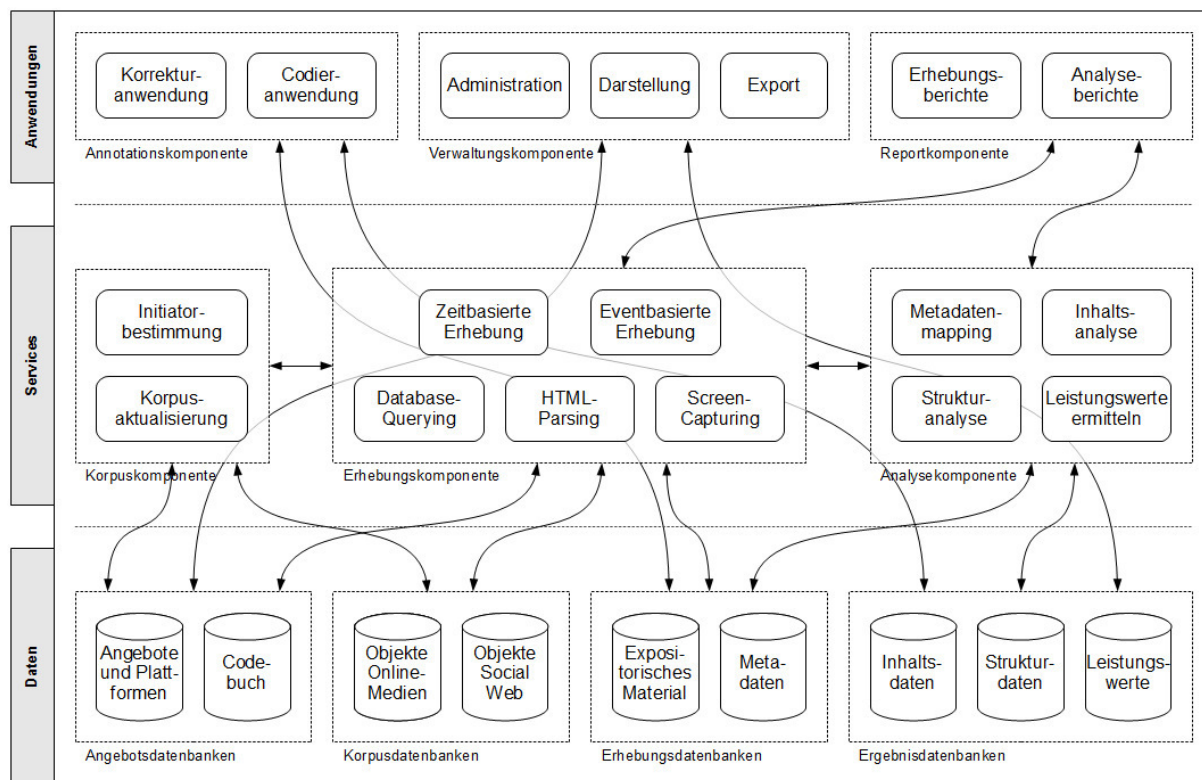 Anwendungen
Korrektur-
anwendung
Codier-
anwendung
Annotationskomponente
Administration
Darstellung
Export
Verwaltungskomponente
Erhebungs-
berichte
Analyse-
berichte
Reportkomponente
Services
Initiator-
bestimmung
Korpus-
aktualisierung
Korpuskomponente
Zeitbasierte
Erhebung
Eventbasierte
Erhebung
Database-
Querying
HTML-
Parsing
Screen-
Capturing
Erhebungskomponente
Metadaten-
mapping
Inhalts-
analyse
Struktur-
analyse
Leistungswerte
ermitteln
Analysekomponente
Daten
Angebote
und Platt-
formen
Code-
buch
Angebotsdatenbanken
Objekte
Online-
Medien
Objekte
Social
Web
Korpusdatenbanken
Exposi-
torisches
Material
Meta-
daten
Erhebungsdatenbanken
Inhalts-
daten
Struktur-
daten
Leistungs-
werte
Ergebnisdatenbanken